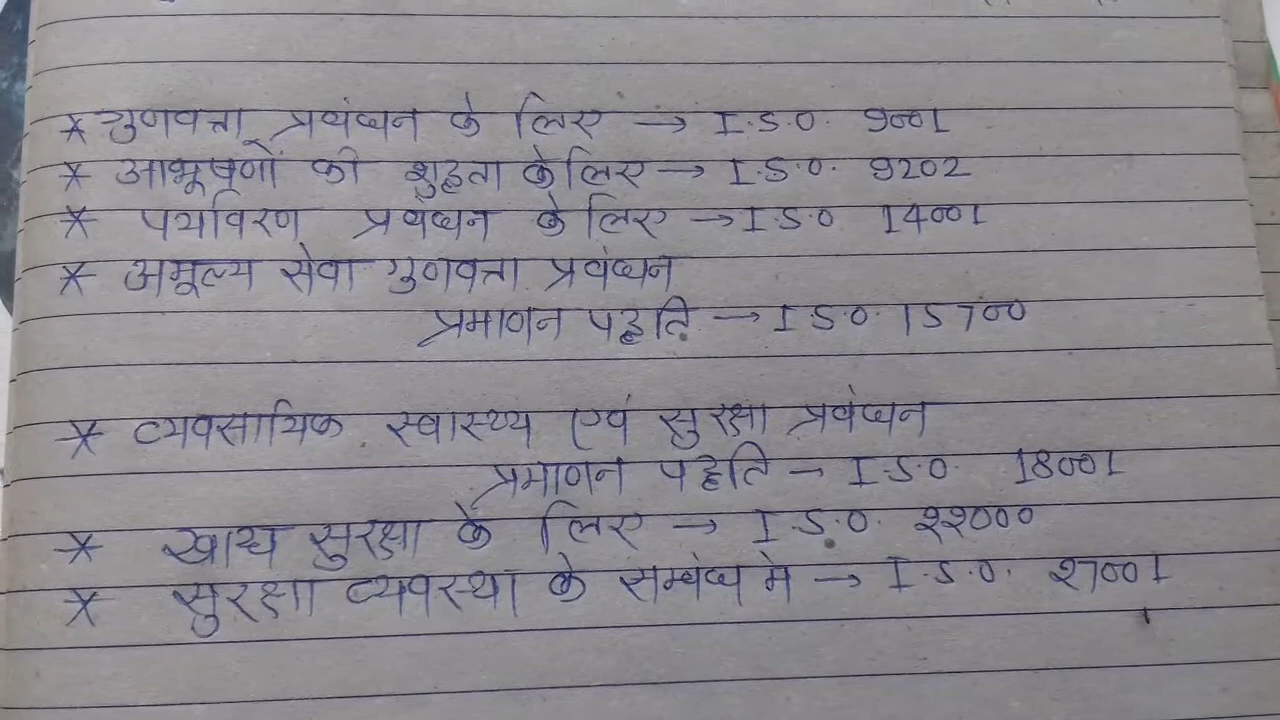 * गुणवत्ता प्रबंधन के लिए → I.S.O. 9001
* आभूषणों की शुद्धता के लिए → I.S.O. 9202
* पर्यावरण प्रबंधन के लिए → I.S.O 14001
* अमूल्य सेवा गुणवत्ता प्रबंधन
प्रमाणन पद्धति → I S.O. 15700
* व्यवसायिक स्वास्थ्य एवं सुरक्षा प्रबंधन
प्रमाणन पद्धति → I.S.O. 18001
* खाद्य सुरक्षा के लिए → I.S.O. 22000
* सुरक्षा व्यवस्था के सम्बंध मे → I.S.O. 27001